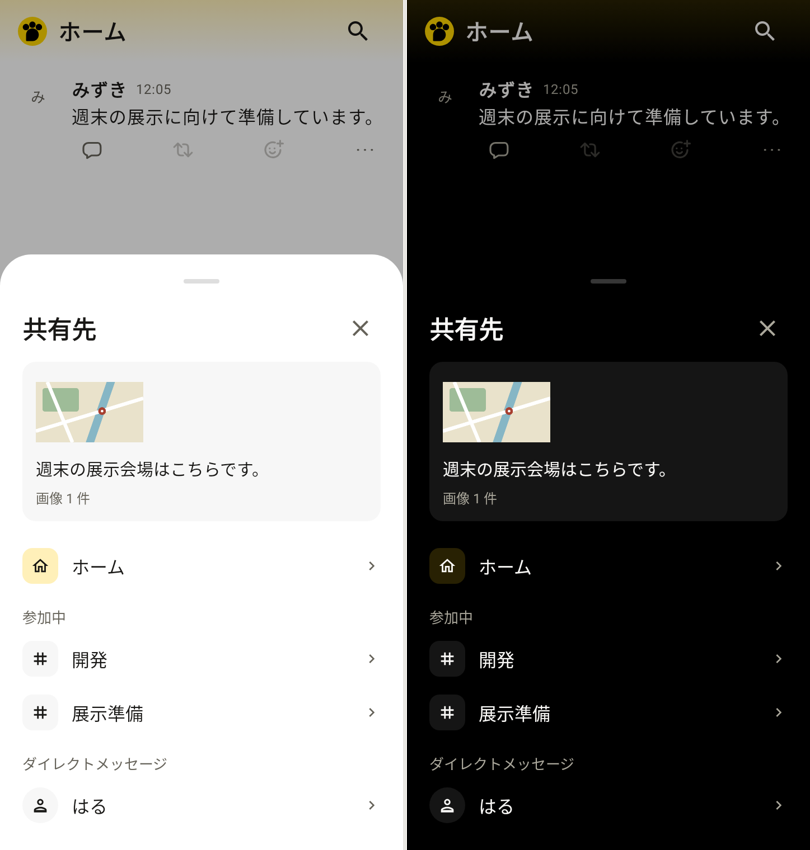 ホーム
み
みずき 12:05
週末の展示に向けて準備しています。
共有先
週末の展示会場はこちらです。
画像 1 件
ホーム
参加中
開発
展示準備
ダイレクトメッセージ
はる
ホーム
み
みずき 12:05
週末の展示に向けて準備しています。
共有先
週末の展示会場はこちらです。
画像 1 件
ホーム
参加中
開発
展示準備
ダイレクトメッセージ
はる